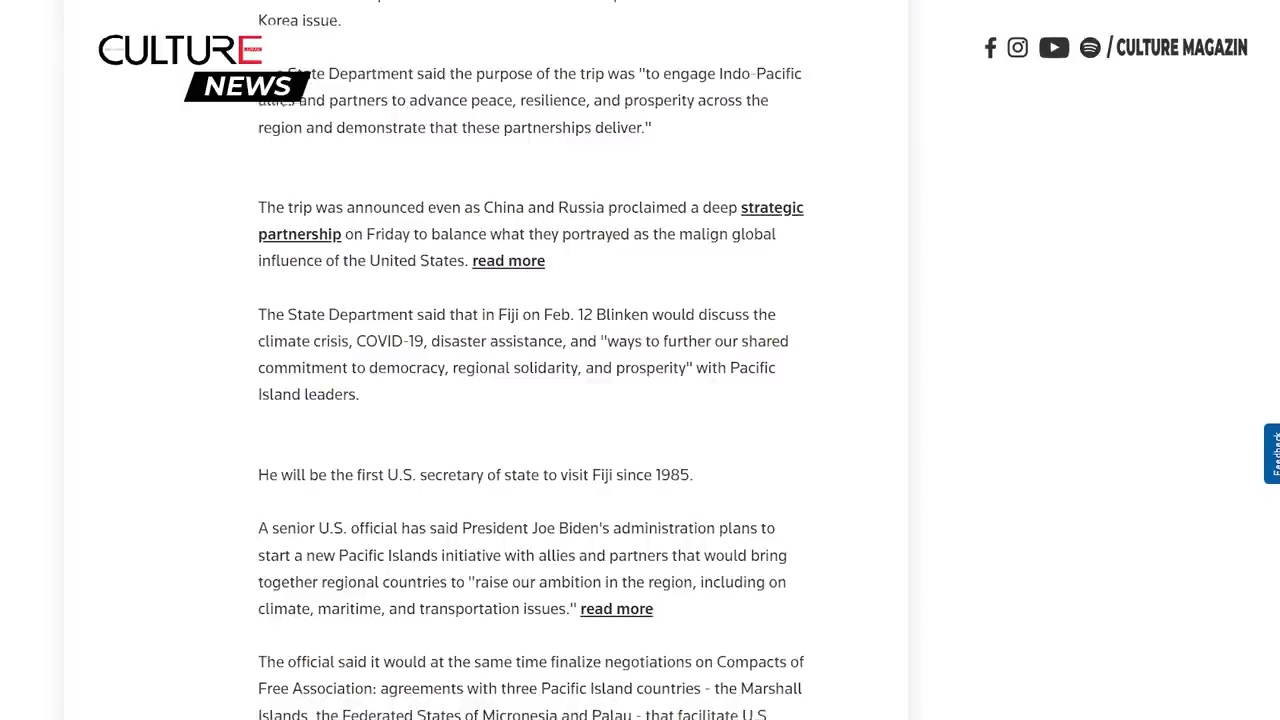 Korea issue.
CULTURE
NEWS
/ CULTURE MAGAZIN
State Department said the purpose of the trip was "to engage Indo-Pacific
allies and partners to advance peace, resilience, and prosperity across the
region and demonstrate that these partnerships deliver."
The trip was announced even as China and Russia proclaimed a deep strategic
partnership on Friday to balance what they portrayed as the malign global
influence of the United States. read more
The State Department said that in Fiji on Feb. 12 Blinken would discuss the
climate crisis, COVID-19, disaster assistance, and "ways to further our shared
commitment to democracy, regional solidarity, and prosperity" with Pacific
Island leaders.
Feedback
He will be the first U.S. secretary of state to visit Fiji since 1985.
A senior U.S. official has said President Joe Biden's administration plans to
start a new Pacific Islands initiative with allies and partners that would bring
together regional countries to "raise our ambition in the region, including on
climate, maritime, and transportation issues." read more
The official said it would at the same time finalize negotiations on Compacts of
Free Association: agreements with three Pacific Island countries - the Marshall
Islands, the Federated States of Micronesia and Palau - that facilitate U.S.